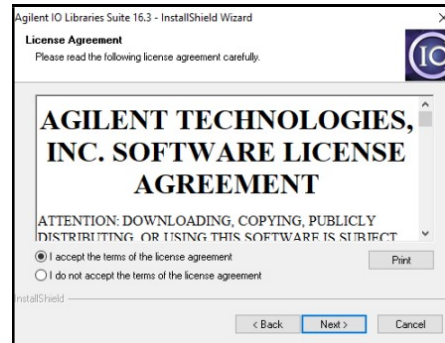 Agilent IO Libraries Suite 16.3 - InstallShield Wizard
License Agreement
Please read the following license agreement carefully.
IO
AGILENT TECHNOLOGIES,
INC. SOFTWARE LICENSE
AGREEMENT
ATTENTION: DOWNLOADING, COPYING, PUBLICLY
DISTRIBUTING, OR USING THIS SOFTWARE IS SUBJECT
I accept the terms of the license agreement
Print
I do not accept the terms of the license agreement
InstallShield
< Back Next > Cancel